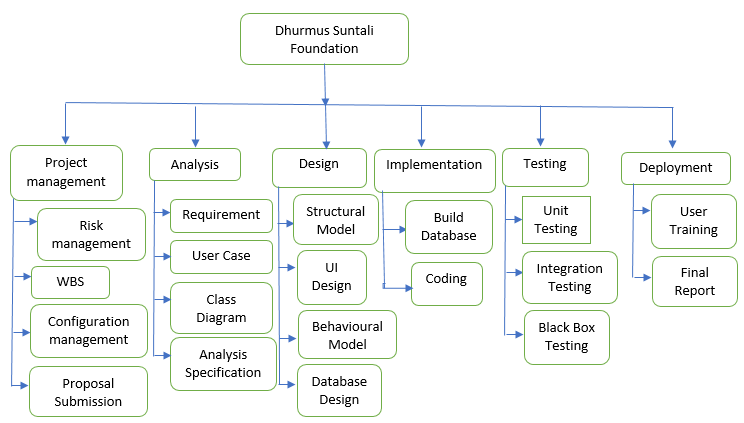 Dhurmus Suntali
Foundation
Project
management
Analysis
Design
Implementation
Testing
Deployment
Risk
management
WBS
Configuration
management
Proposal
Submission
Requirement
User Case
Class
Diagram
Analysis
Specification
Structural
Model
UI
Design
Behavioural
Model
Database
Design
Build
Database
Coding
Unit
Testing
Integration
Testing
Black Box
Testing
User
Training
Final
Report